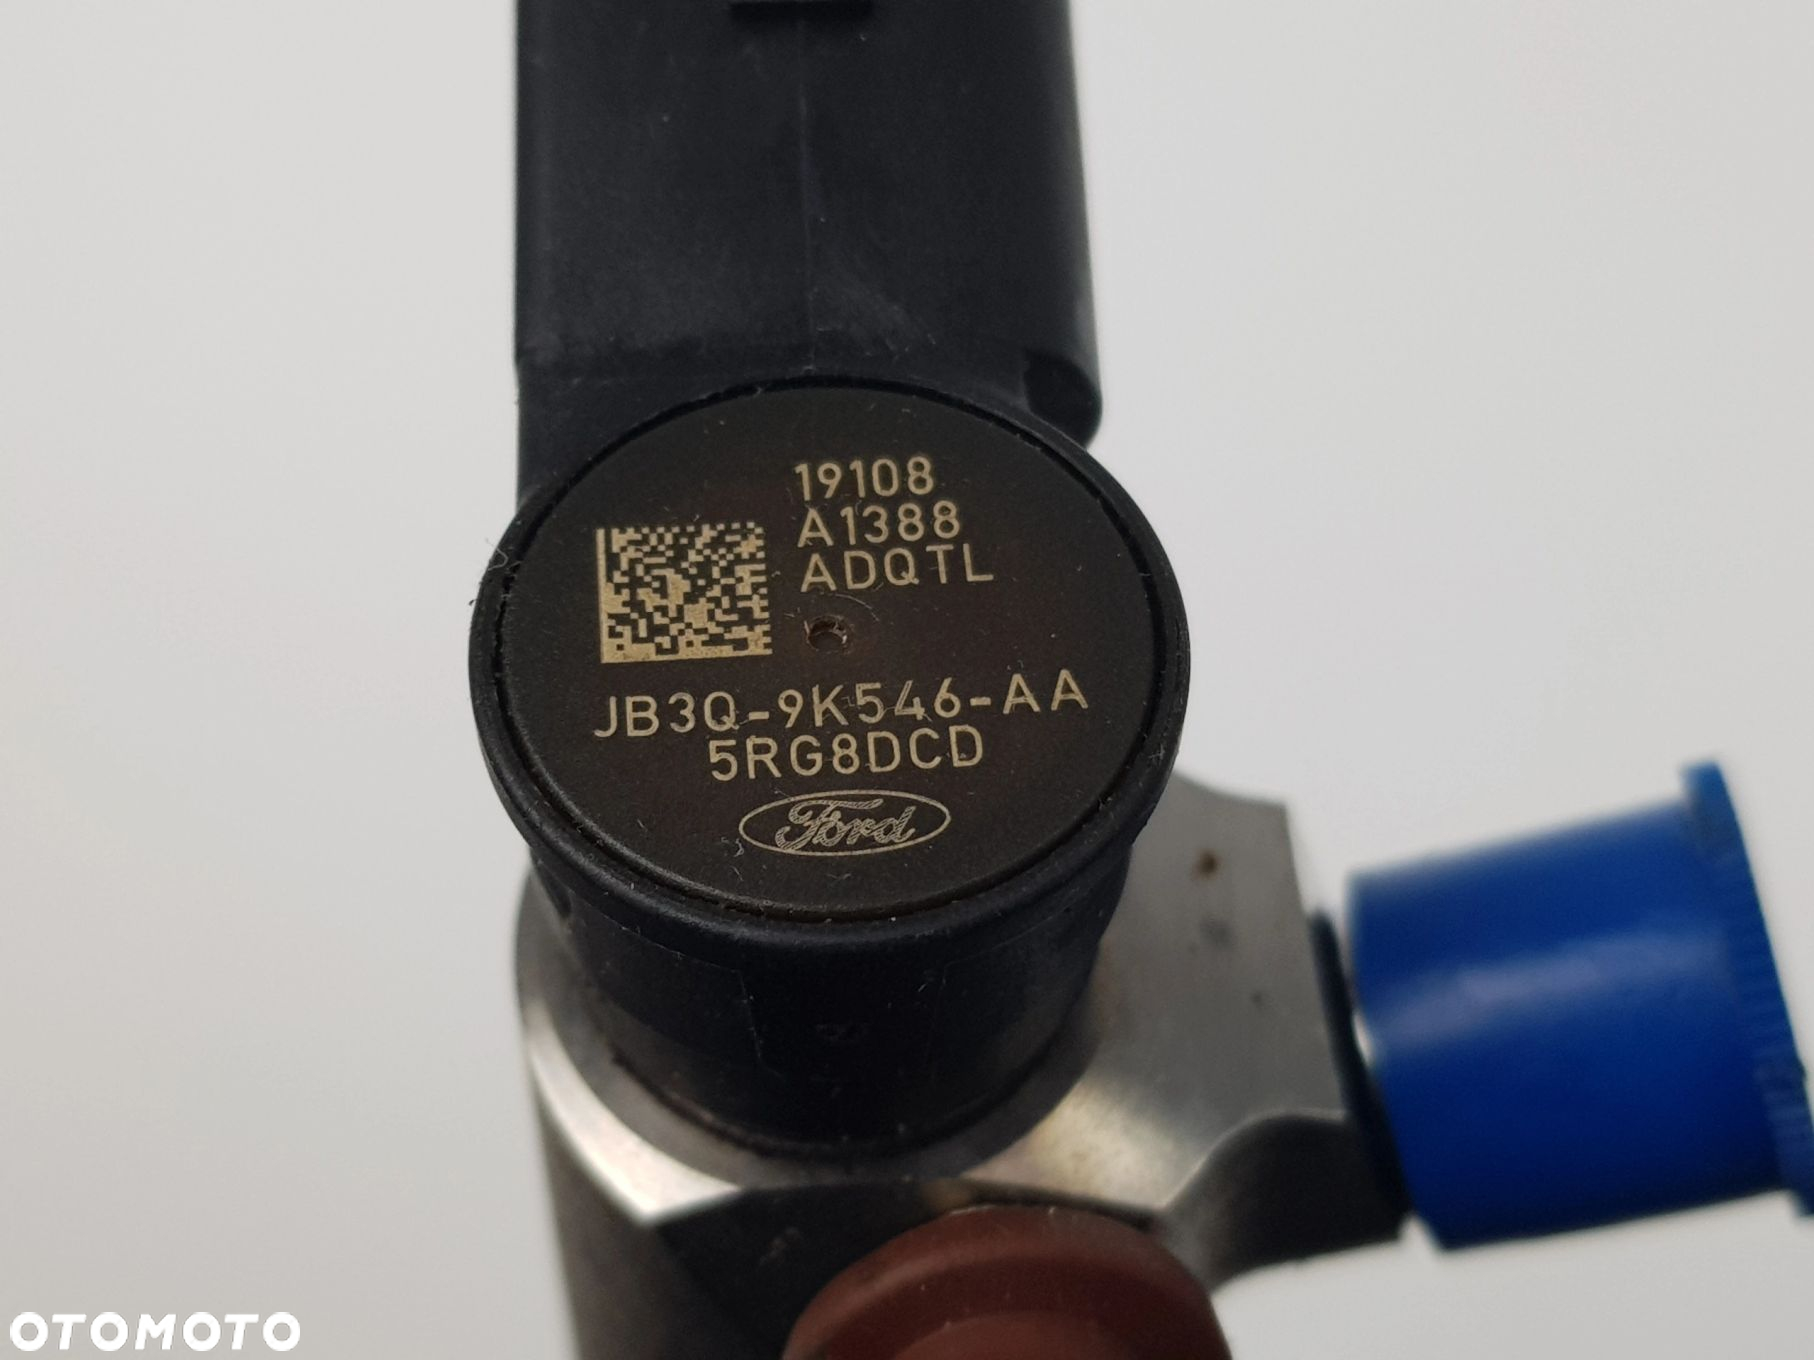 19108
A1388
ADQTL
JB3Q-9K546-AA
5RG8DCD
Ford
OTOMOTO